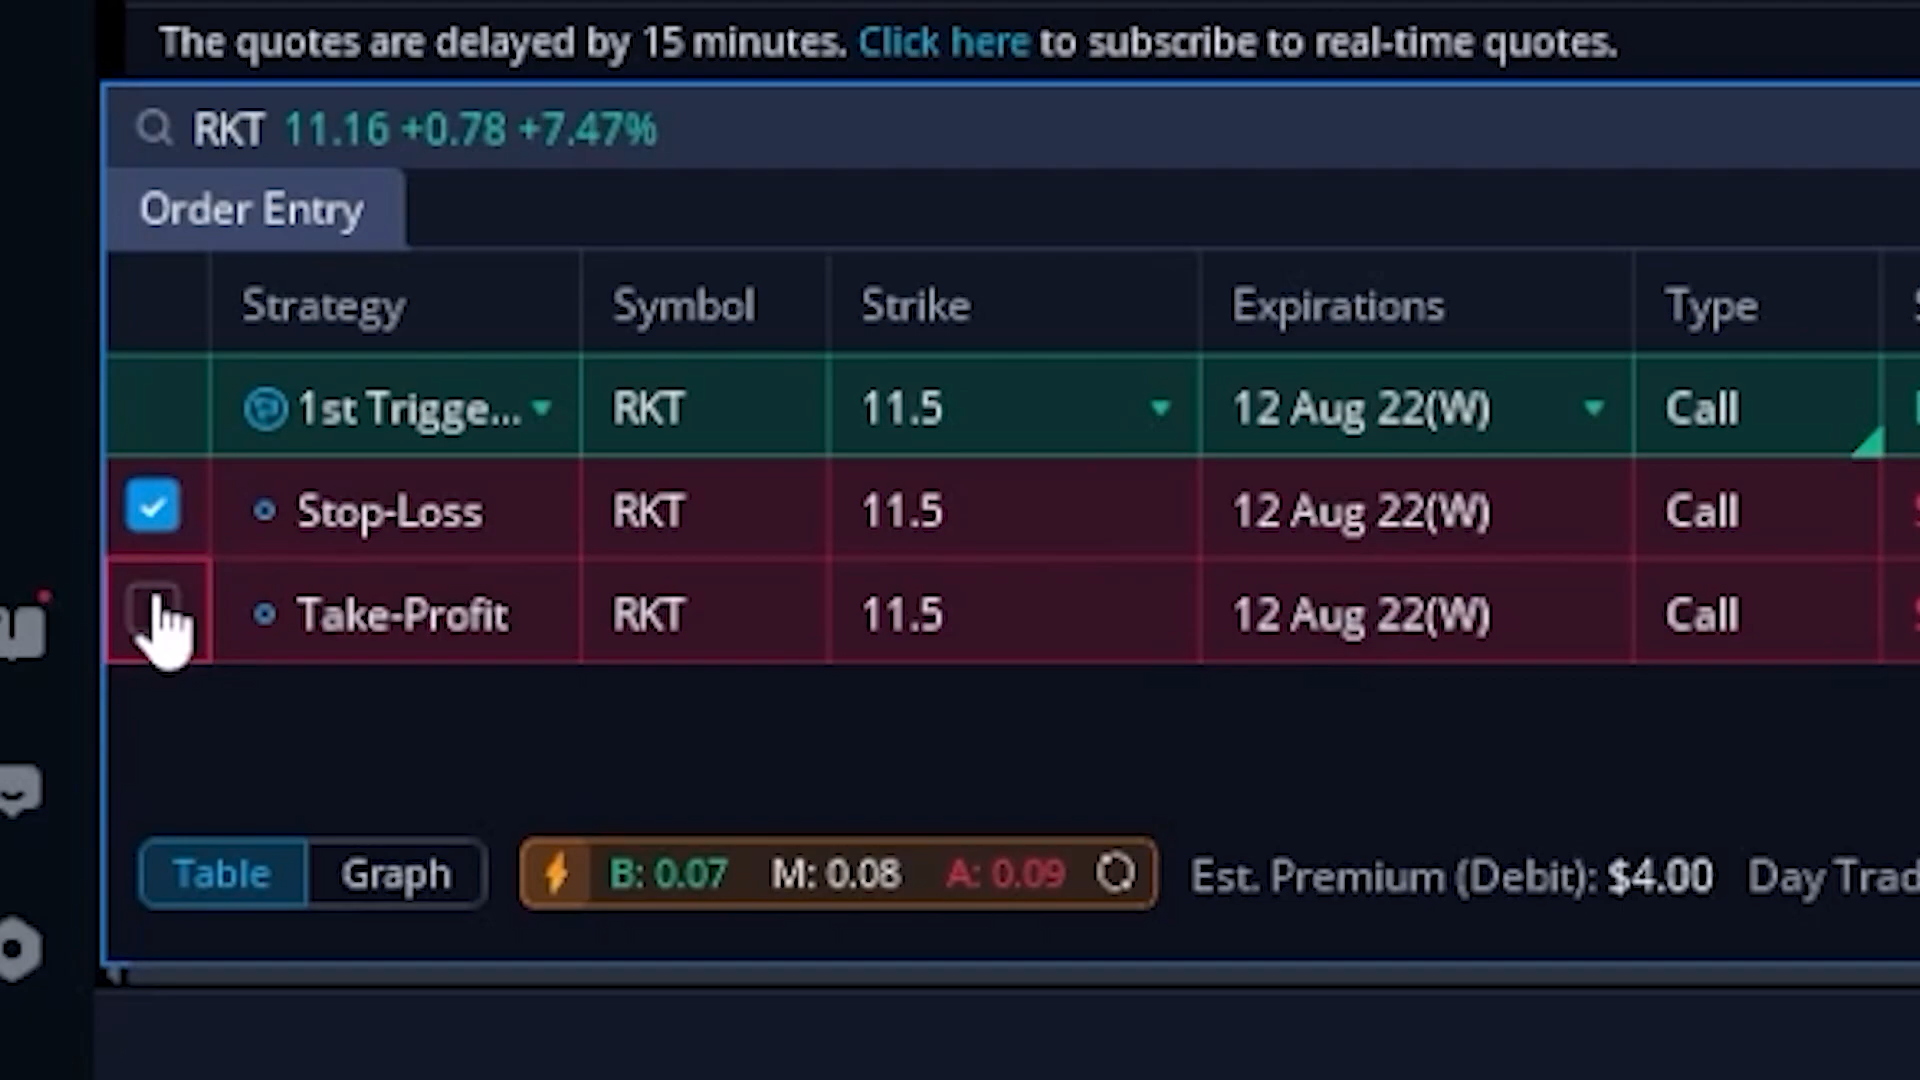 The quotes are delayed by 15 minutes. Click here to subscribe to real-time quotes.
RKT 11.16 +0.78 +7.47%
Order Entry
Strategy Symbol Strike Expirations Type
1st Trigge... RKT 11.5 12 Aug 22(W) Call
Stop-Loss RKT 11.5 12 Aug 22(W) Call
Take-Profit RKT 11.5 12 Aug 22(W) Call
Table Graph B: 0.07 M: 0.08 A: 0.09 Est. Premium (Debit): $4.00 Day Trad